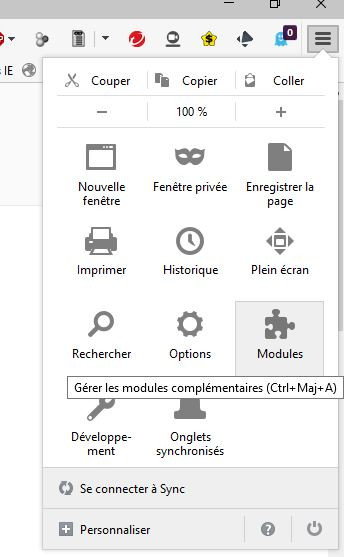 0
s IE
Couper Copier Coller
− 100 % +
Nouvelle
fenêtre
Fenêtre privée
Enregistrer la
page
Imprimer
Historique
Plein écran
Rechercher
Options
Modules
Gérer les modules complémentaires (Ctrl+Maj+A)
Développe-
ment
Onglets
synchronisés
Se connecter à Sync
Personnaliser
?